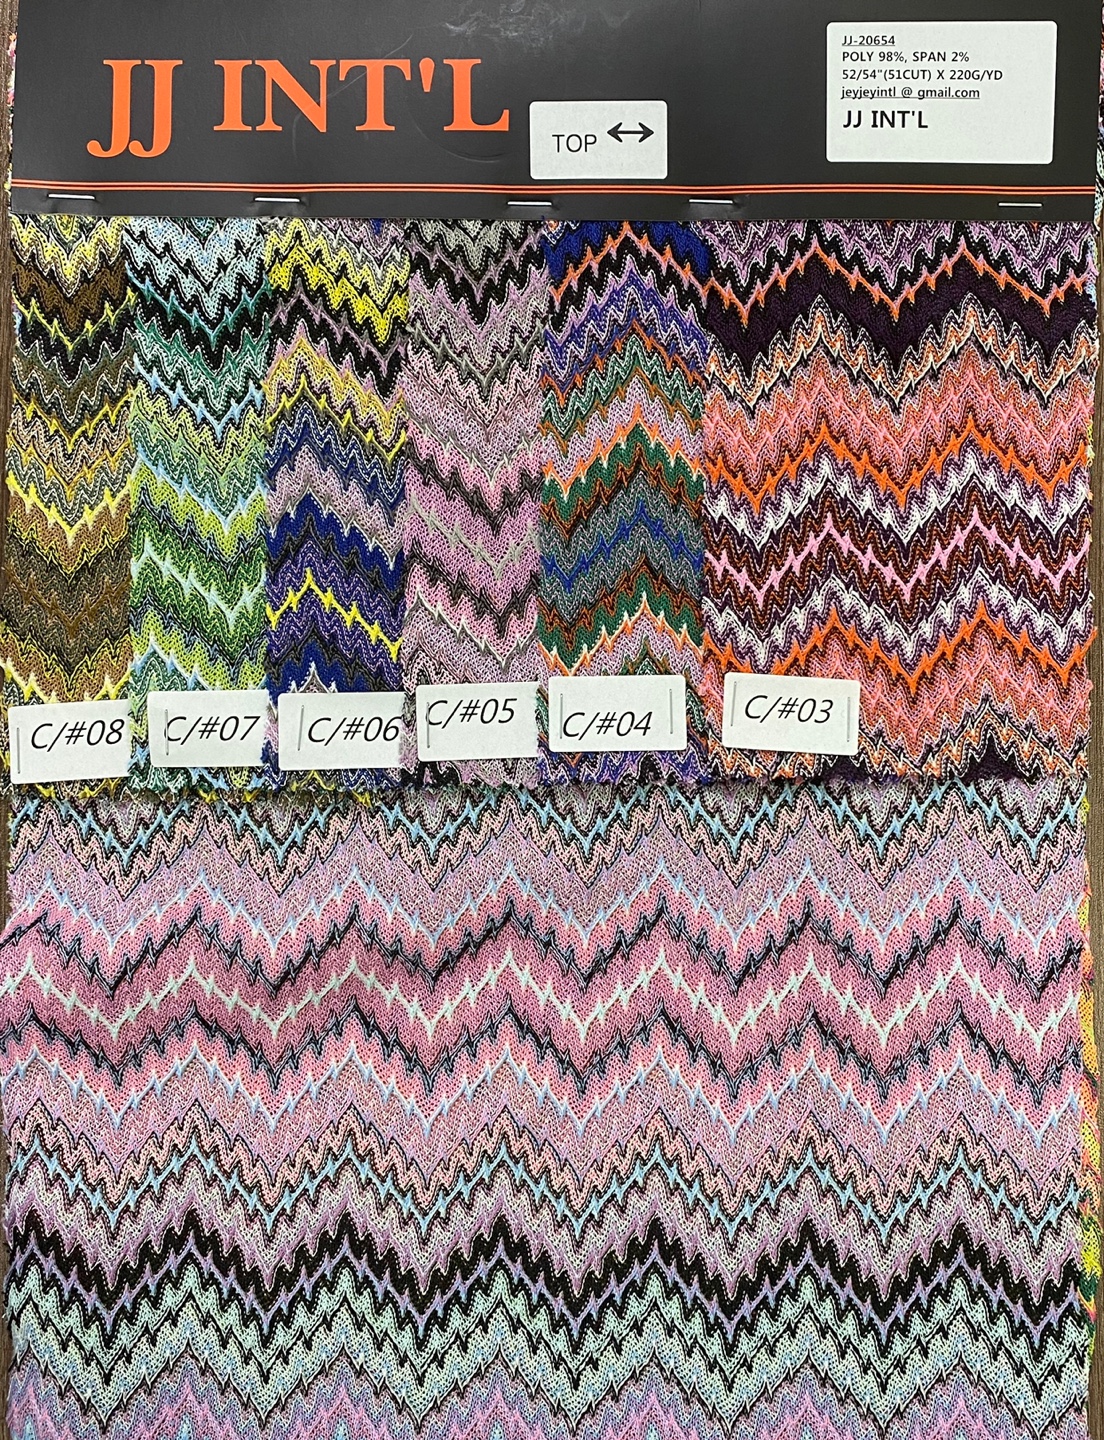 JJ INT'L
TOP ↔
JJ-20654
POLY 98%, SPAN 2%
52/54"(51CUT) X 220G/YD
jeyjeyintl @ gmail.com
JJ INT'L
C/#08
C/#07
C/#06
C/#05
C/#04
C/#03